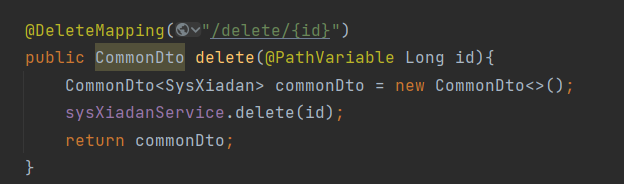 @DeleteMapping("/delete/{id}")
public CommonDto delete(@PathVariable Long id){
CommonDto<SysXiadan> commonDto = new CommonDto<>();
sysXiadanService.delete(id);
return commonDto;
}